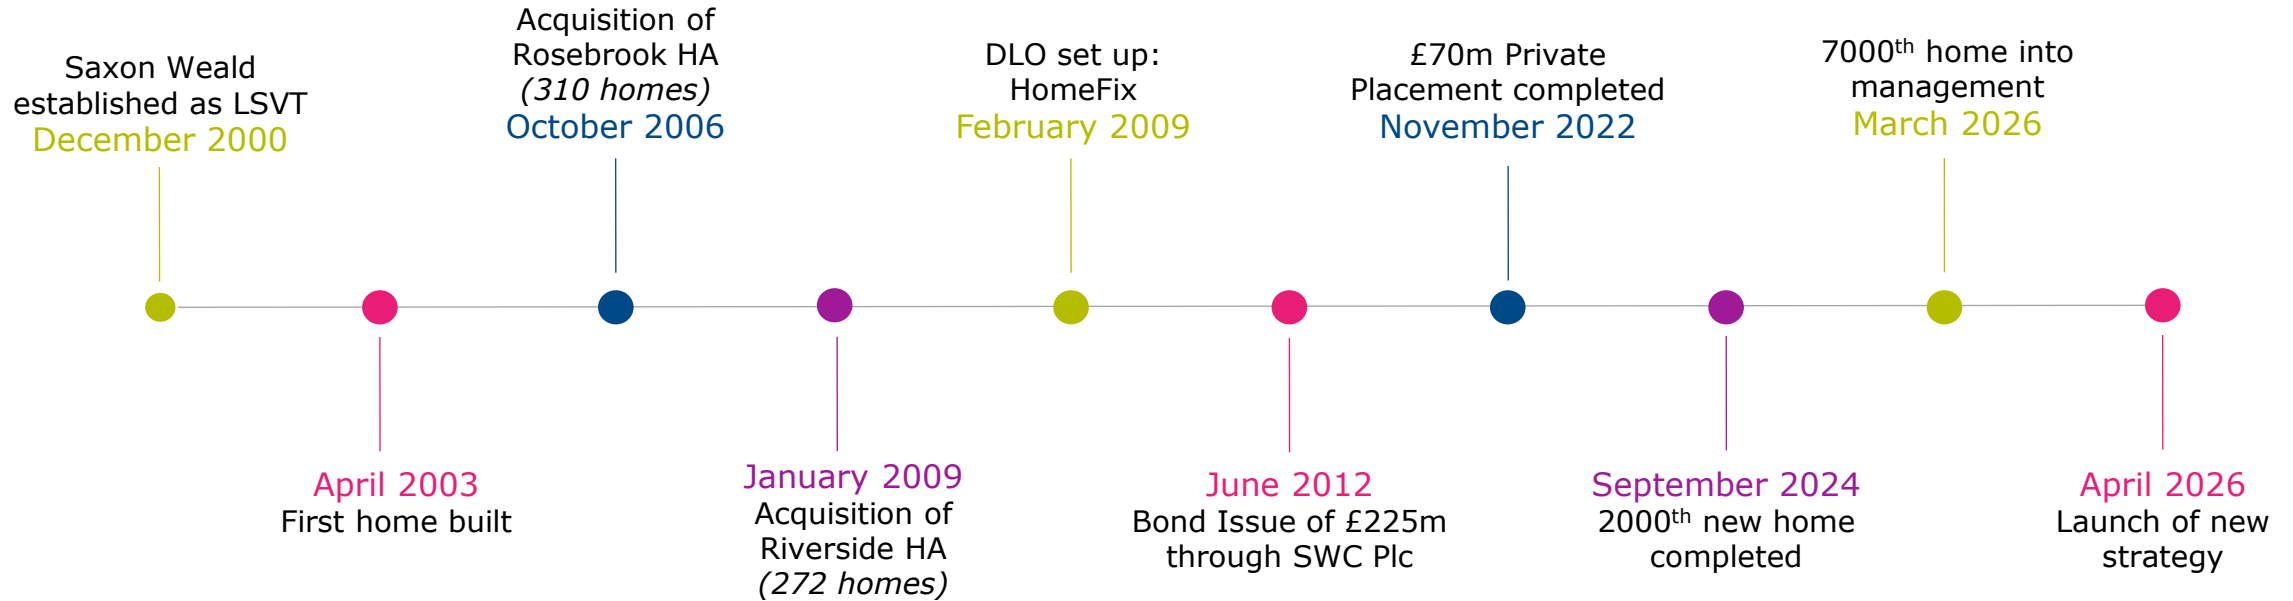 Saxon Weald
established as LSVT
December 2000
April 2003
First home built
Acquisition of
Rosebrook HA
(310 homes)
October 2006
January 2009
Acquisition of
Riverside HA
(272 homes)
DLO set up:
HomeFix
February 2009
June 2012
Bond Issue of £225m
through SWC Plc
£70m Private
Placement completed
November 2022
September 2024
2000th new home
completed
7000th home into
management
March 2026
April 2026
Launch of new
strategy